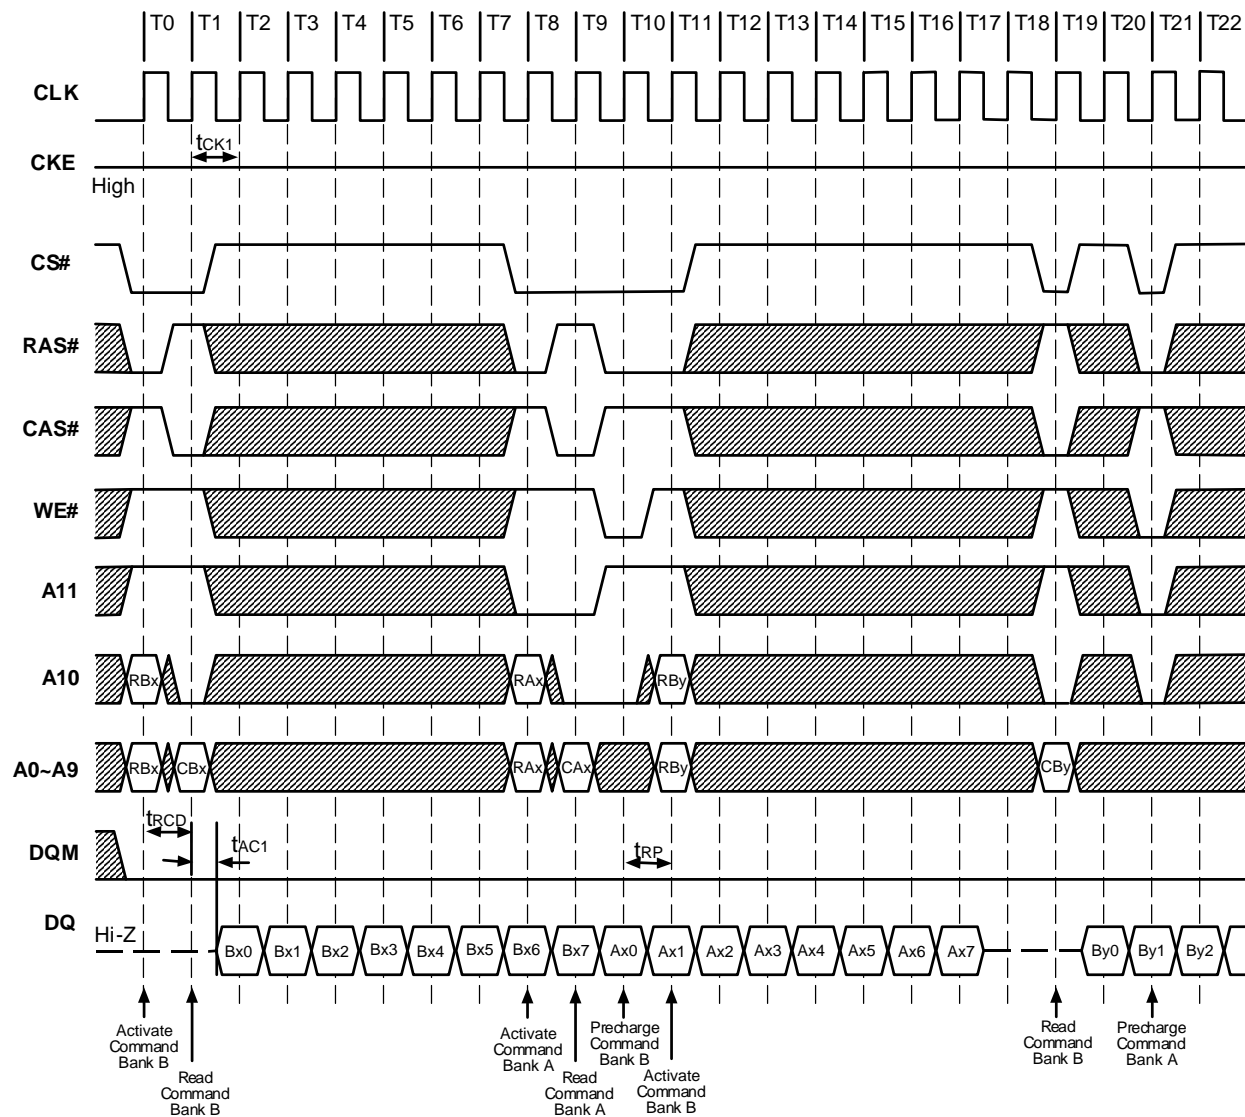 T0 T1 T2 T3 T4 T5 T6 T7 T8 T9 T10 T11 T12 T13 T14 T15 T16 T17 T18 T19 T20 T21 T22
CLK
tCK1
CKE
High
CS#
RAS#
CAS#
WE#
A11
A10
RBx RAx RBy
A0~A9
RBx CBx RAx CAx RBy CBy
tRCD
tAC1
tRP
DQM
DQ
Hi-Z
Bx0 Bx1 Bx2 Bx3 Bx4 Bx5 Bx6 Bx7 Ax0 Ax1 Ax2 Ax3 Ax4 Ax5 Ax6 Ax7 By0 By1 By2
Activate
Command
Bank B
Read
Command
Bank B
Activate
Command
Bank A
Read
Command
Bank A
Precharge
Command
Bank B
Activate
Command
Bank B
Read
Command
Bank B
Precharge
Command
Bank A